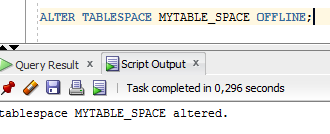 ALTER TABLESPACE MYTABLE_SPACE OFFLINE;
Query Result Script Output
Task completed in 0,296 seconds
tablespace MYTABLE_SPACE altered.